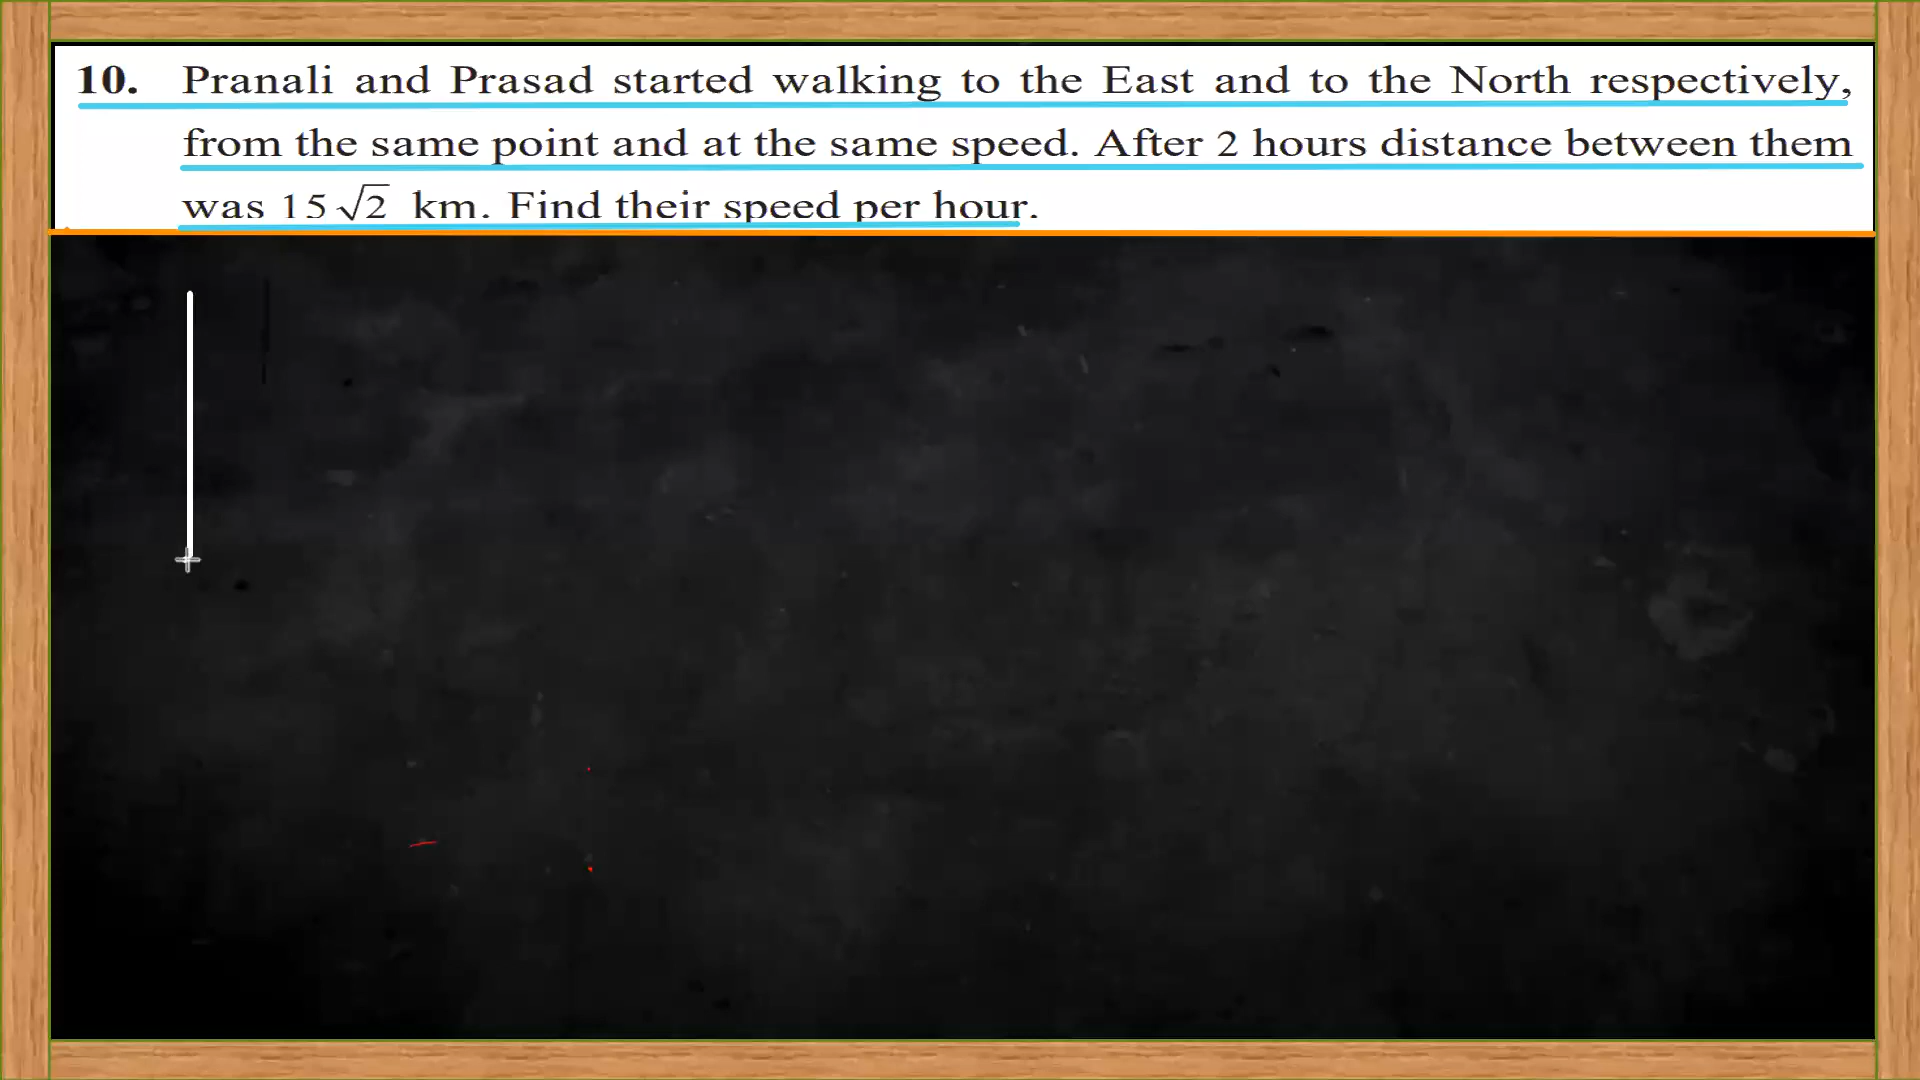 10. Pranali and Prasad started walking to the East and to the North respectively,
from the same point and at the same speed. After 2 hours distance between them
was 15√2 km. Find their speed per hour.